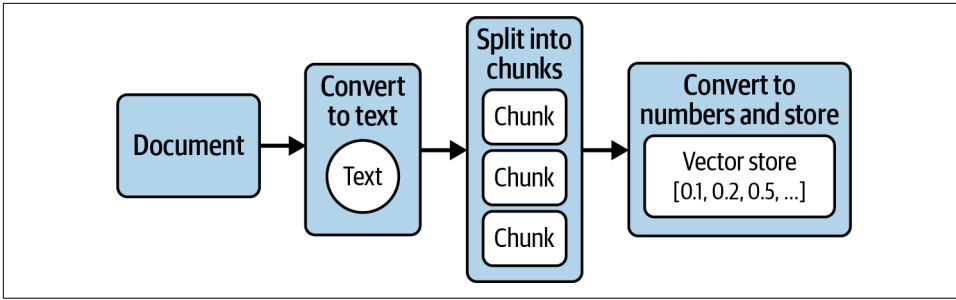 Document
Convert
to text
Text
Split into
chunks
Chunk
Chunk
Chunk
Convert to
numbers and store
Vector store
[0.1, 0.2, 0.5, ...]